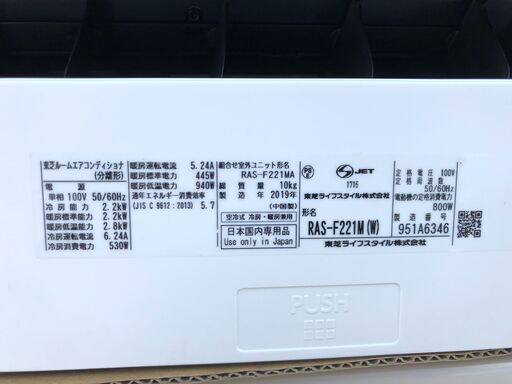 東芝ルームエアコンディショナ
(分離形)
電 源
単相 100V 50/60Hz
冷 房 能 力 2.2kW
暖房標準能力 2.2kW
暖房低温能力 2.8kW
冷房運転電流 6.24A
冷房消費電力 530W
暖房運転電流 5.24A
暖房標準電力 445W
暖房低温電力 940W
通年エネルギー消費効率
(JIS C 9612:2013) 5.7
組合せ室外ユニット形名
RAS-F221MA
総 質 量 10kg
製 造 年 2019年
(中国製)
空冷式 冷房・暖房兼用
日本国内専用品
Use only in Japan
PS
E
S JET
1716
東芝ライフスタイル株式会社
形名
RAS-F221M(W)
東芝ライフスタイル株式会社
定 格 電 圧 100V
定 格 周 波 数
50/60Hz
電動機の定格消費電力
800W
製 造 番 号
951A6346
PUSH